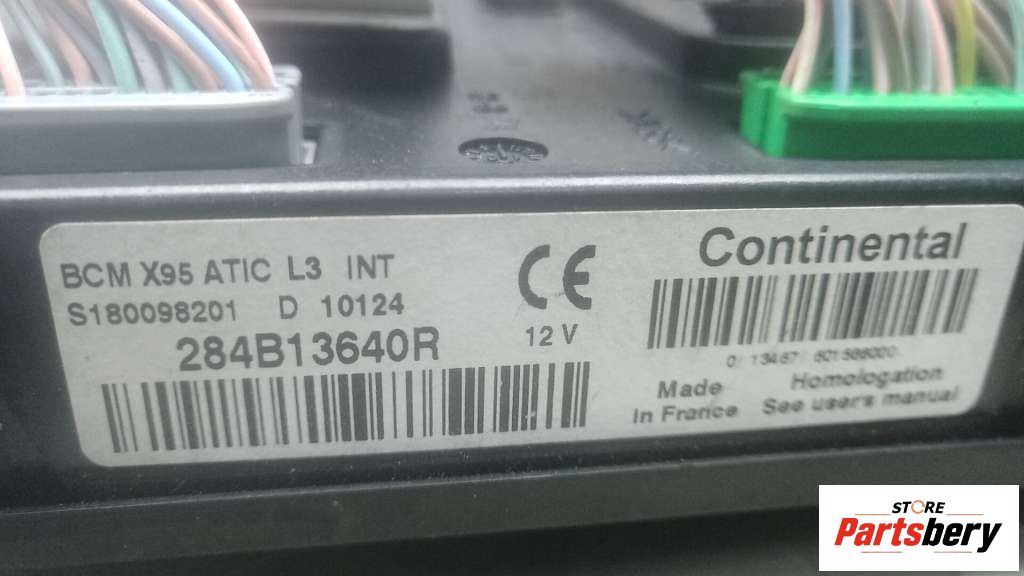 BCM X95 ATIC L3 INT
S180098201 D 10124
284B13640R
CE
12 V
Continental
Made
In France
Homologation
See user's manual
STORE
Partsbery